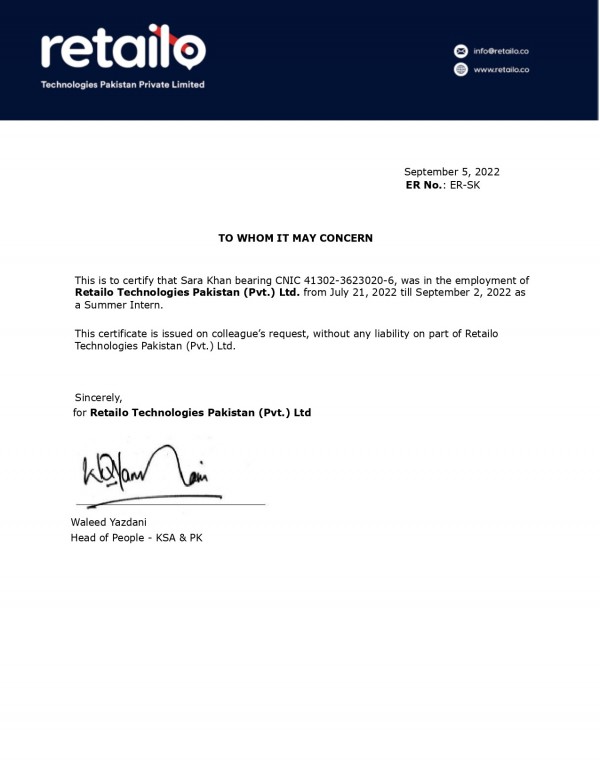 retailo
Technologies Pakistan Private Limited
info@retailo.co
www.retailo.co
September 5, 2022
ER No.: ER-SK
TO WHOM IT MAY CONCERN
This is to certify that Sara Khan bearing CNIC 41302-3623020-6, was in the employment of
Retailo Technologies Pakistan (Pvt.) Ltd. from July 21, 2022 till September 2, 2022 as
a Summer Intern.
This certificate is issued on colleague’s request, without any liability on part of Retailo
Technologies Pakistan (Pvt.) Ltd.
Sincerely,
for Retailo Technologies Pakistan (Pvt.) Ltd
Waleed Yazdani
Head of People - KSA & PK